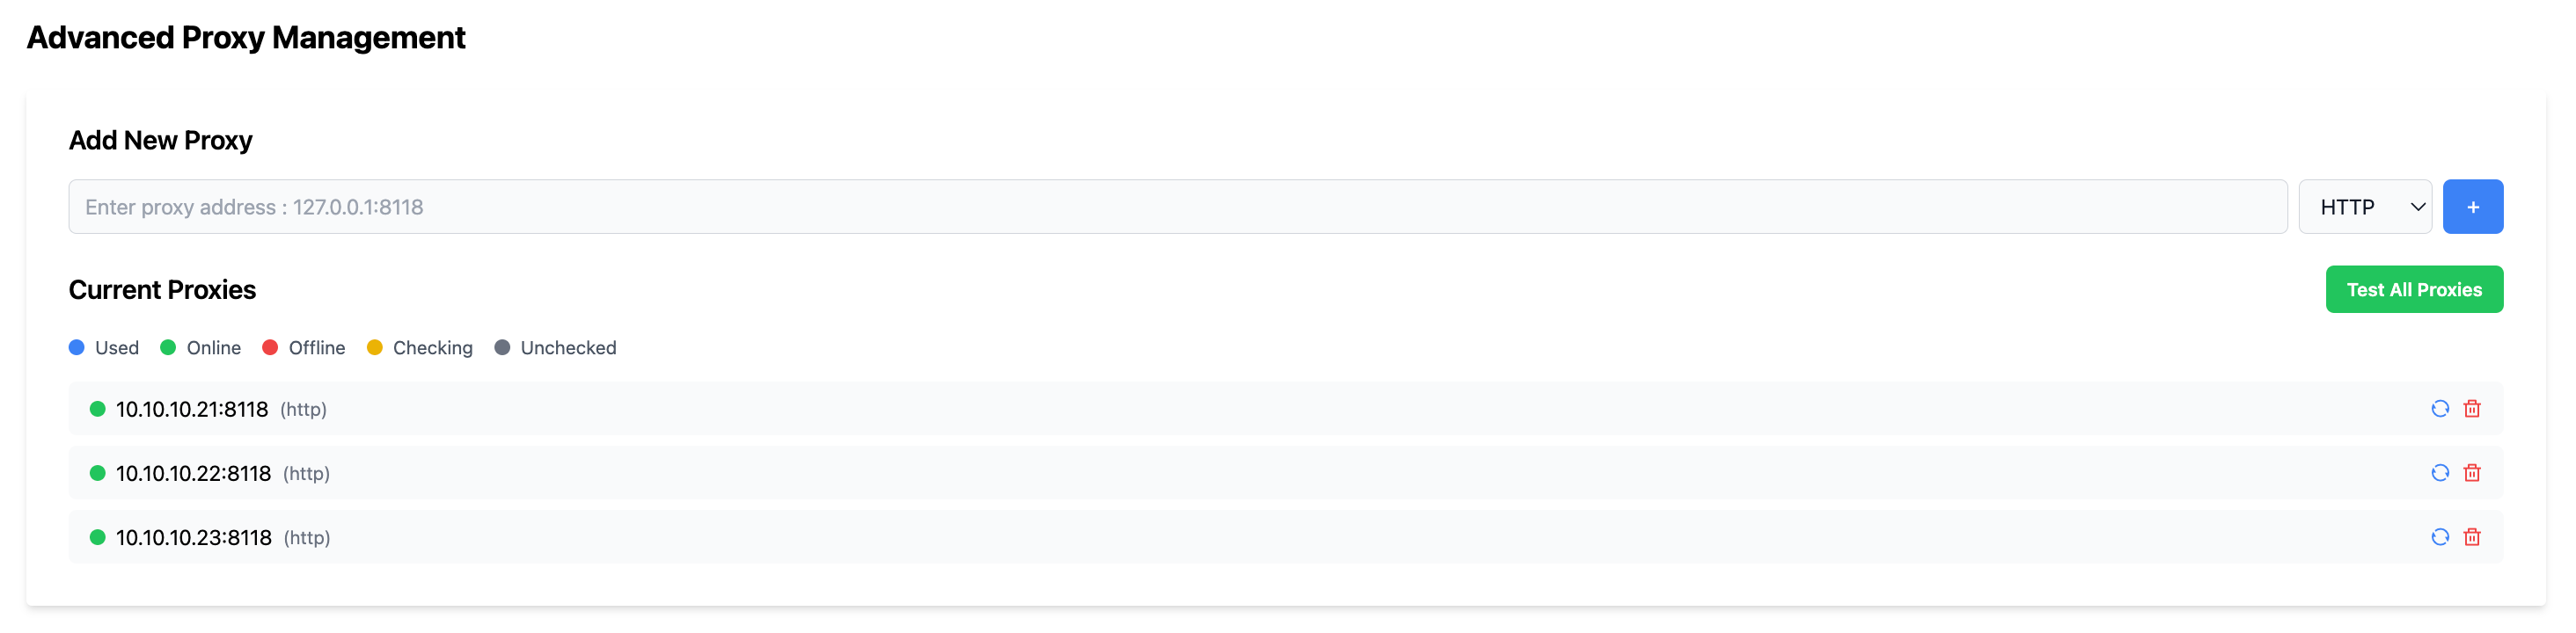 Advanced Proxy Management
Add New Proxy
Enter proxy address : 127.0.0.1:8118
HTTP
+
Current Proxies
Test All Proxies
Used Online Offline Checking Unchecked
10.10.10.21:8118 (http)
10.10.10.22:8118 (http)
10.10.10.23:8118 (http)